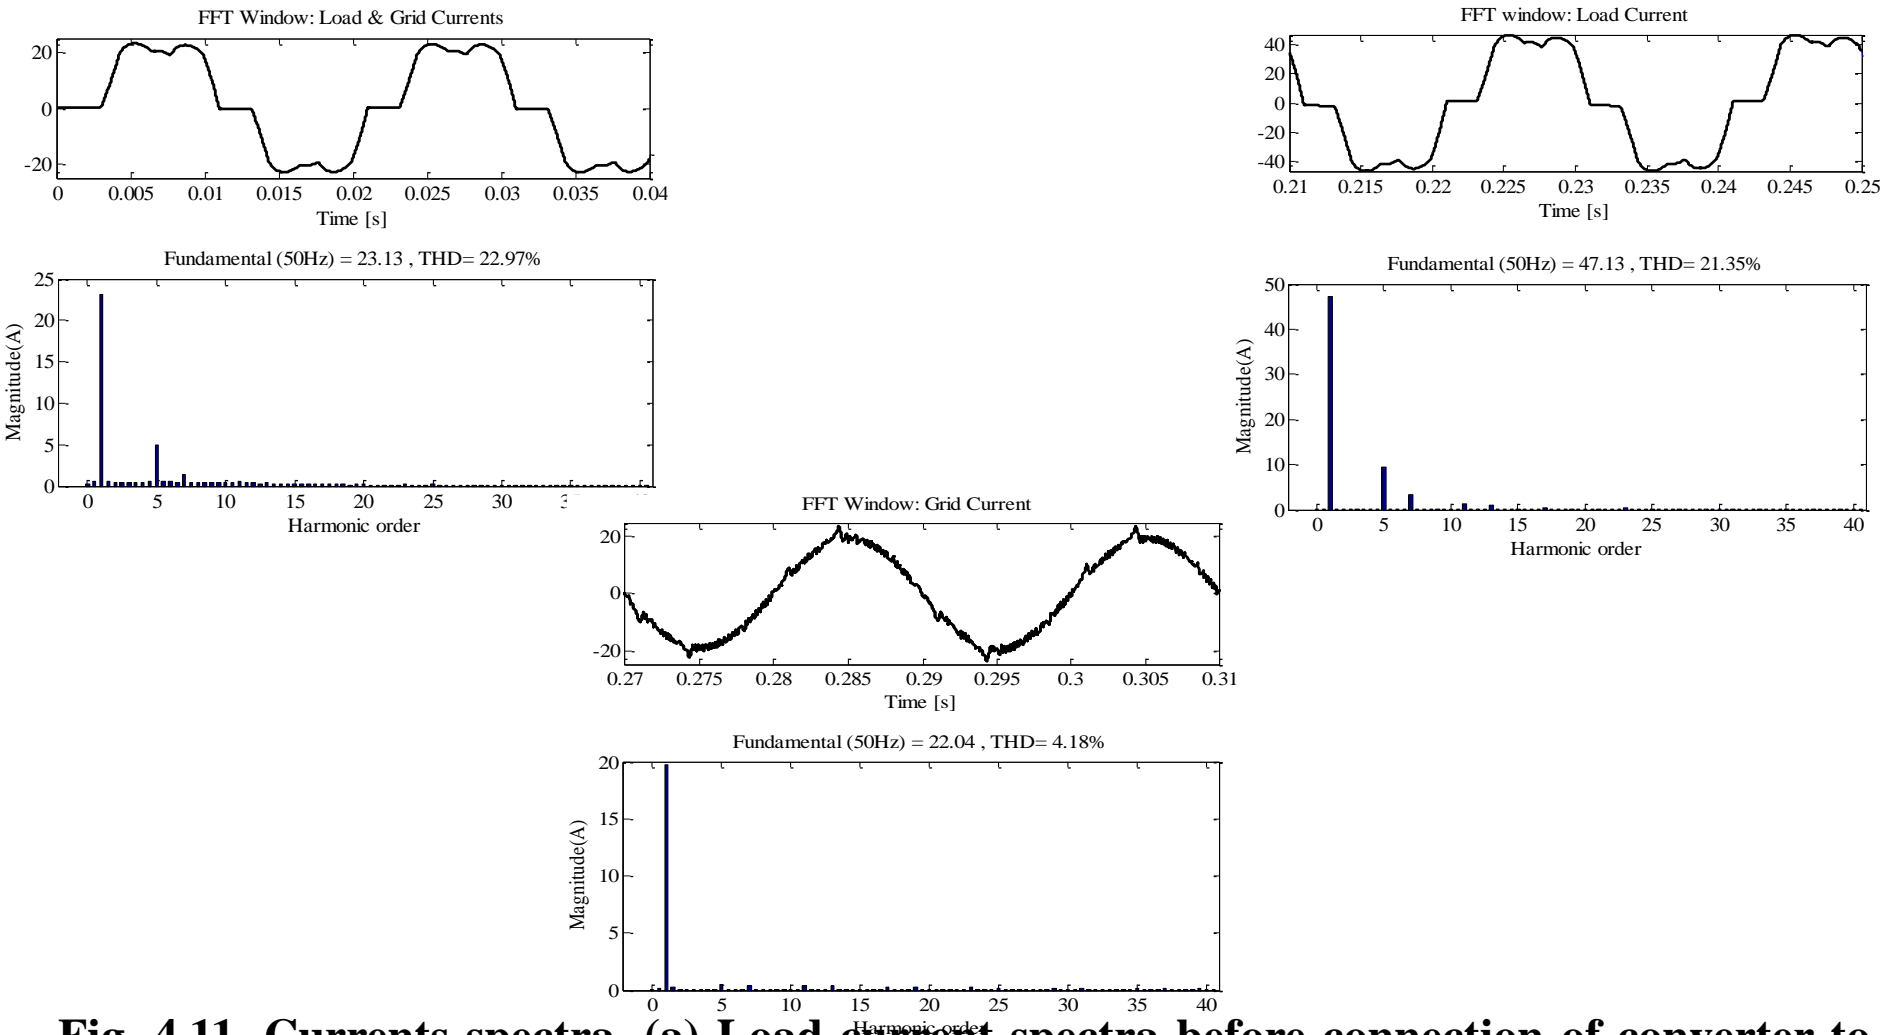 FFT Window: Load & Grid Currents
20
0
-20
0 0.005 0.01 0.015 0.02 0.025 0.03 0.035 0.04
Time [s]
Fundamental (50Hz) = 23.13 , THD= 22.97%
25
20
15
10
5
0
Magnitude(A)
0 5 10 15 20 25 30
Harmonic order
FFT window: Load Current
40
20
0
-20
-40
0.21 0.215 0.22 0.225 0.23 0.235 0.24 0.245 0.25
Time [s]
Fundamental (50Hz) = 47.13 , THD= 21.35%
50
40
30
20
10
0
Magnitude(A)
0 5 10 15 20 25 30 35 40
Harmonic order
FFT Window: Grid Current
20
0
-20
0.27 0.275 0.28 0.285 0.29 0.295 0.3 0.305 0.31
Time [s]
Fundamental (50Hz) = 22.04 , THD= 4.18%
20
15
10
5
0
Magnitude(A)
0 5 10 15 20 25 30 35 40
Harmonic order
Fig. 4.11. Currents spectra. (a) Load current spectra before connection of converter to